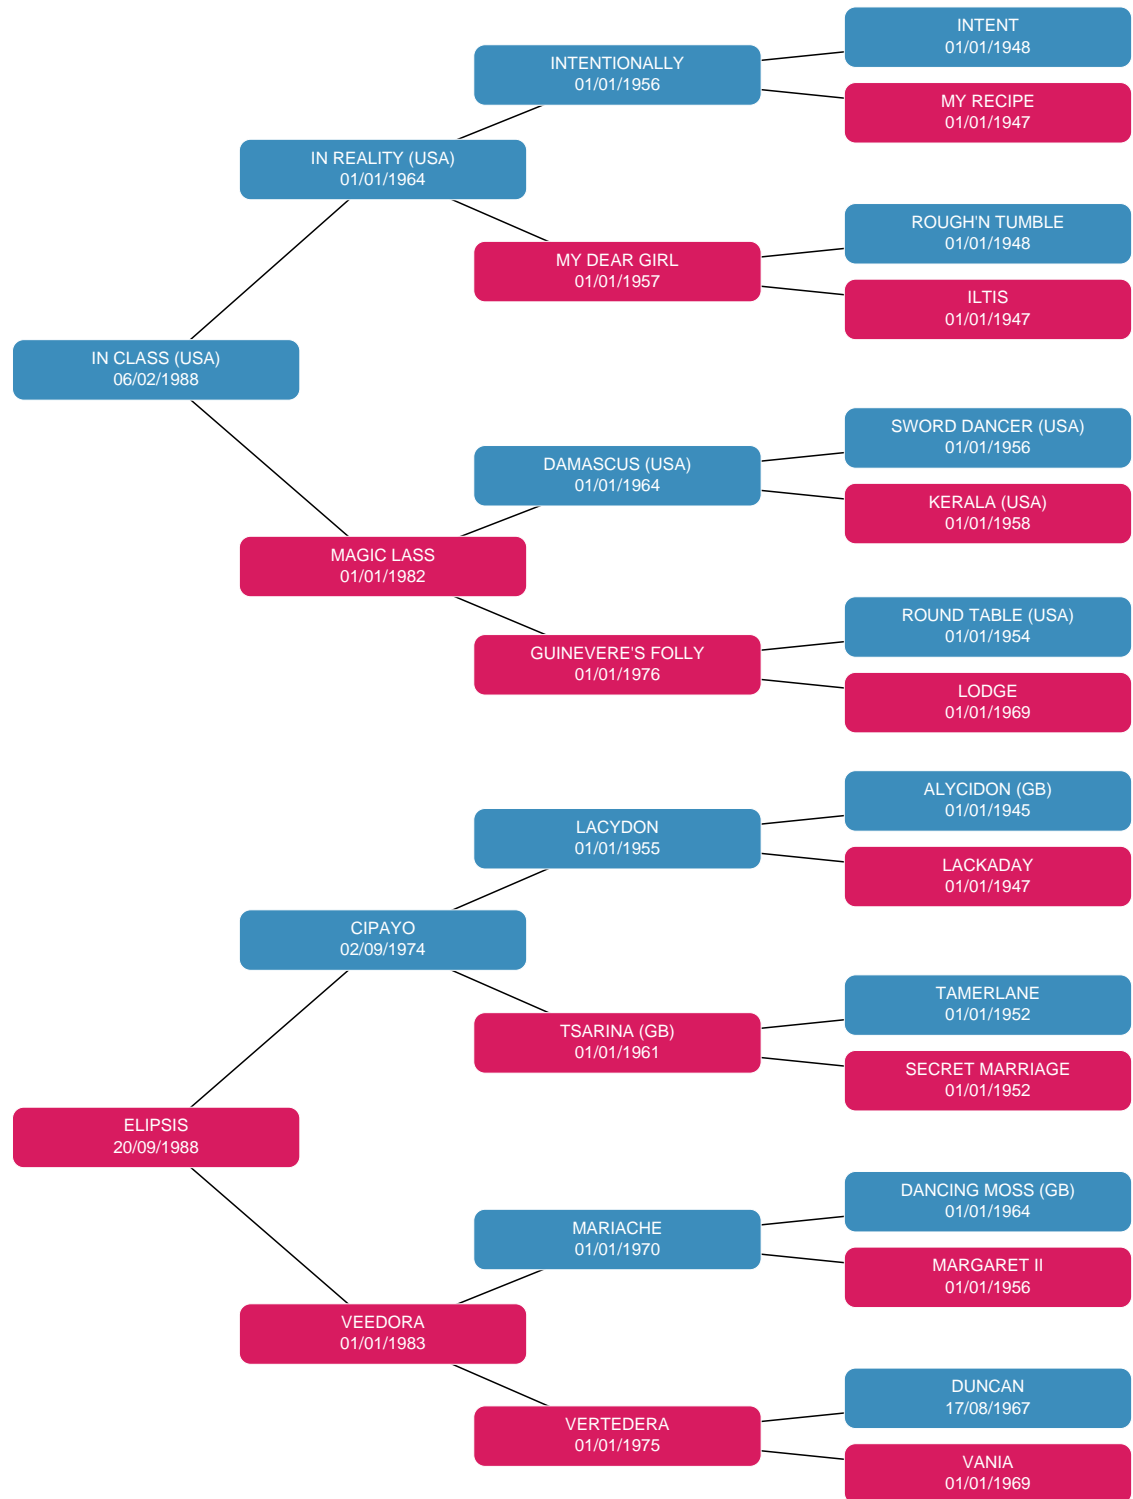 INTENT
01/01/1948
INTENTIONALLY
01/01/1956
MY RECIPE
01/01/1947
IN REALITY (USA)
01/01/1964
ROUGH'N TUMBLE
01/01/1948
MY DEAR GIRL
01/01/1957
ILTIS
01/01/1947
IN CLASS (USA)
06/02/1988
SWORD DANCER (USA)
01/01/1956
DAMASCUS (USA)
01/01/1964
KERALA (USA)
01/01/1958
MAGIC LASS
01/01/1982
ROUND TABLE (USA)
01/01/1954
GUINEVERE'S FOLLY
01/01/1976
LODGE
01/01/1969
ALYCIDON (GB)
01/01/1945
LACYDON
01/01/1955
LACKADAY
01/01/1947
CIPAYO
02/09/1974
TAMERLANE
01/01/1952
TSARINA (GB)
01/01/1961
SECRET MARRIAGE
01/01/1952
ELIPSIS
20/09/1988
DANCING MOSS (GB)
01/01/1964
MARIACHE
01/01/1970
MARGARET II
01/01/1956
VEEDORA
01/01/1983
DUNCAN
17/08/1967
VERTEDERA
01/01/1975
VANIA
01/01/1969